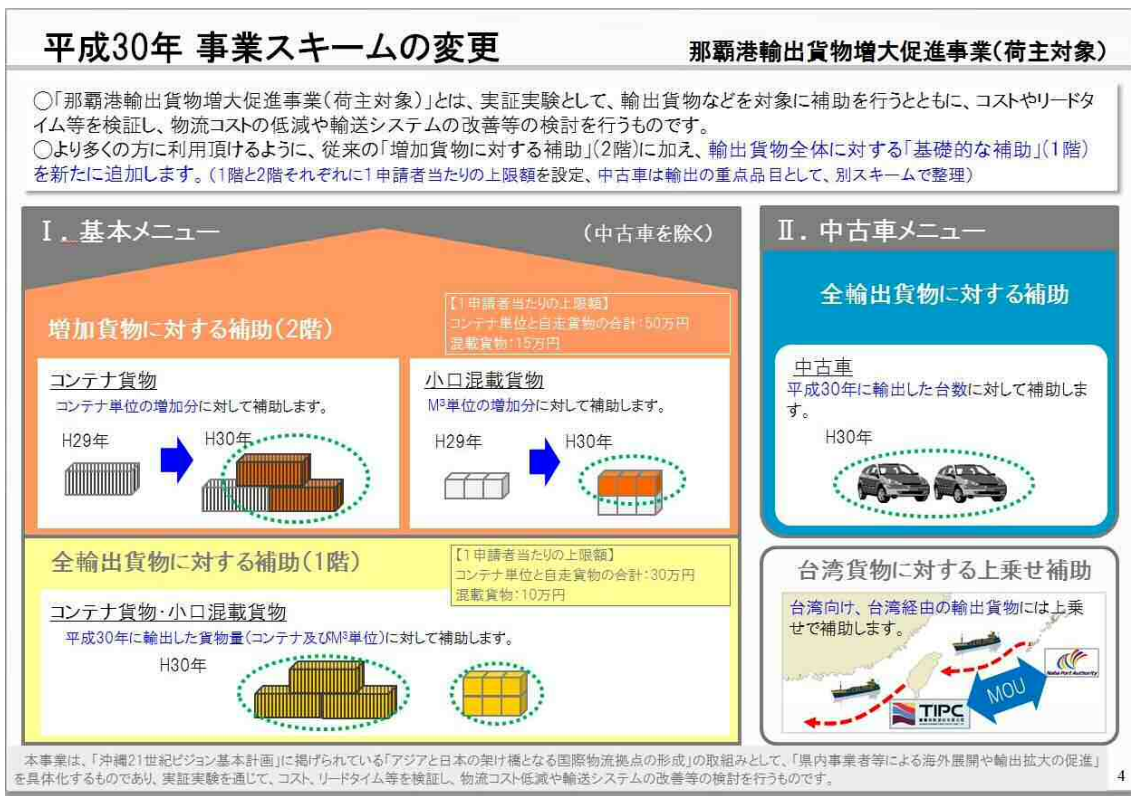 平成30年 事業スキームの変更
那覇港輸出貨物増大促進事業(荷主対象)
○「那覇港輸出貨物増大促進事業(荷主対象)」とは、実証実験として、輸出貨物などを対象に補助を行うとともに、コストやリードタ
イム等を検証し、物流コストの低減や輸送システムの改善等の検討を行うものです。
○より多くの方に利用頂けるように、従来の「増加貨物に対する補助」(2階)に加え、輸出貨物全体に対する「基礎的な補助」(1階)
を新たに追加します。(1階と2階それぞれに1申請者当たりの上限額を設定、中古車は輸出の重点品目として、別スキームで整理)
Ⅰ.基本メニュー
(中古車を除く)
増加貨物に対する補助(2階)
【1申請者当たりの上限額】
コンテナ単位と自走貨物の合計:50万円
混載貨物:15万円
コンテナ貨物
コンテナ単位の増加分に対して補助します。
H29年
H30年
小口混載貨物
M³単位の増加分に対して補助します。
H29年
H30年
全輸出貨物に対する補助(1階)
【1申請者当たりの上限額】
コンテナ単位と自走貨物の合計:30万円
混載貨物:10万円
コンテナ貨物・小口混載貨物
平成30年に輸出した貨物量(コンテナ及びM³単位)に対して補助します。
H30年
Ⅱ.中古車メニュー
全輸出貨物に対する補助
中古車
平成30年に輸出した台数に対して補助しま
す。
H30年
台湾貨物に対する上乗せ補助
台湾向け、台湾経由の輸出貨物には上乗
せで補助します。
Naha Port Authority
MOU
TIPC
本事業は、「沖縄21世紀ビジョン基本計画」に掲げられている「アジアと日本の架け橋となる国際物流拠点の形成」の取組みとして、「県内事業者等による海外展開や輸出拡大の促進」
を具体化するものであり、実証実験を通じて、コスト、リードタイム等を検証し、物流コスト低減や輸送システムの改善等の検討を行うものです。
4